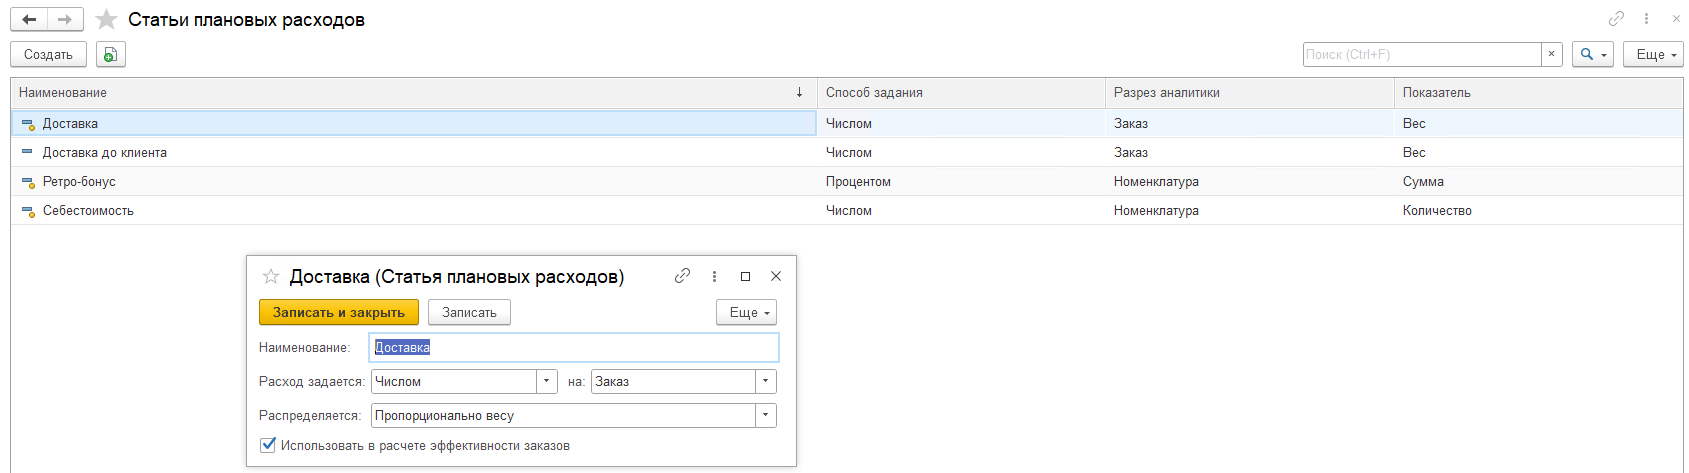 Статьи плановых расходов
Создать
Поиск (Ctrl+F)
Еще
Наименование Способ задания Разрез аналитики Показатель
Доставка Числом Заказ Вес
Доставка до клиента Числом Заказ Вес
Ретро-бонус Процентом Номенклатура Сумма
Себестоимость Числом Номенклатура Количество
Доставка (Статья плановых расходов)
Записать и закрыть Записать Еще
Наименование: Доставка
Расход задается: Числом на: Заказ
Распределяется: Пропорционально весу
Использовать в расчете эффективности заказов